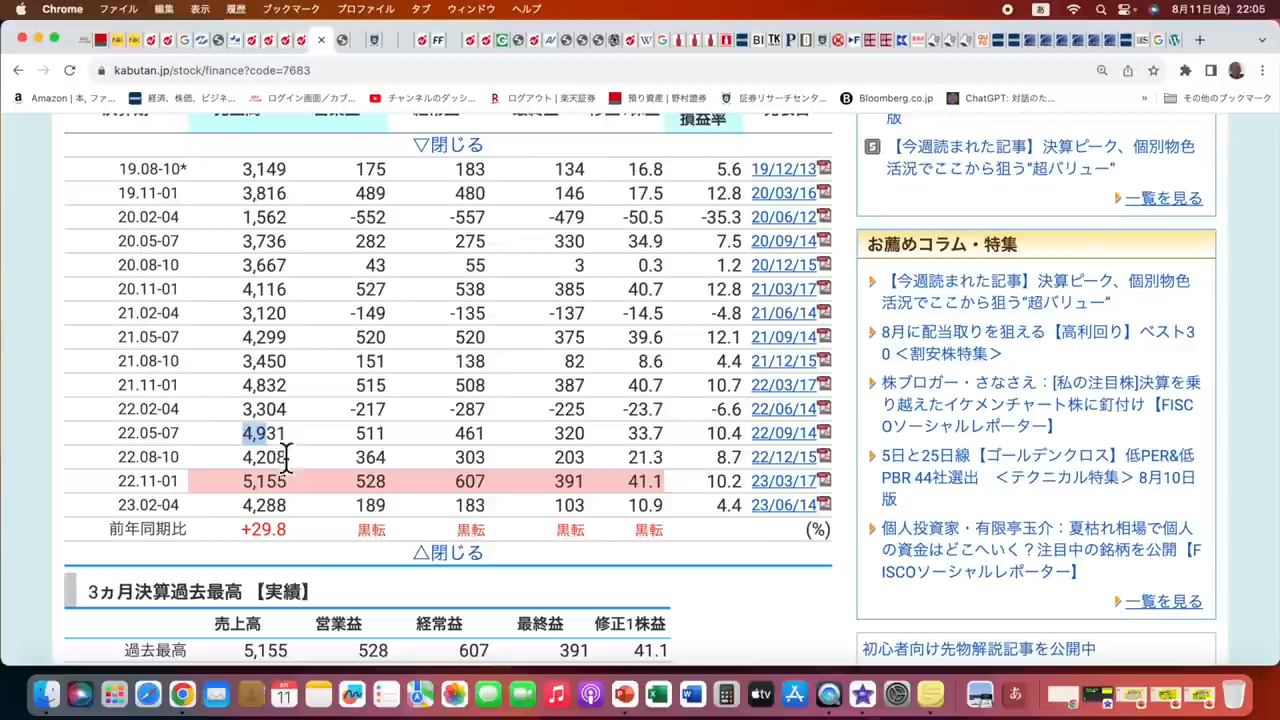 Chrome ファイル 編集 表示 履歴 ブックマーク プロファイル タブ ウィンドウ ヘルプ あ 8月11日(金) 22:05
kabutan.jp/stock/finance?code=7683
Amazon | 本, ファ... 経済、株価、ビジネ... ログイン画面／カブ... チャンネルのダッシ... ログアウト | 楽天証券 預り資産 | 野村證券 証券リサーチセンタ... Bloomberg.co.jp ChatGPT: 対話のた... » その他のブックマーク
損益率
▽閉じる
19.08-10* 3,149 175 183 134 16.8 5.6 19/12/13
19.11-01 3,816 489 480 146 17.5 12.8 20/03/16
20.02-04 1,562 -552 -557 -479 -50.5 -35.3 20/06/12
20.05-07 3,736 282 275 330 34.9 7.5 20/09/14
20.08-10 3,667 43 55 3 0.3 1.2 20/12/15
20.11-01 4,116 527 538 385 40.7 12.8 21/03/17
21.02-04 3,120 -149 -135 -137 -14.5 -4.8 21/06/14
21.05-07 4,299 520 520 375 39.6 12.1 21/09/14
21.08-10 3,450 151 138 82 8.6 4.4 21/12/15
21.11-01 4,832 515 508 387 40.7 10.7 22/03/17
22.02-04 3,304 -217 -287 -225 -23.7 -6.6 22/06/14
22.05-07 4,931 511 461 320 33.7 10.4 22/09/14
22.08-10 4,208 364 303 203 21.3 8.7 22/12/15
22.11-01 5,155 528 607 391 41.1 10.2 23/03/17
23.02-04 4,288 189 183 103 10.9 4.4 23/06/14
前年同期比 +29.8 黒転 黒転 黒転 黒転 (%)
△閉じる
3ヵ月決算過去最高 【実績】
売上高 営業益 経常益 最終益 修正1株益
過去最高 5,155 528 607 391 41.1
版
5 【今週読まれた記事】決算ピーク、個別物色
活況でここから狙う“超バリュー“
一覧を見る
お薦めコラム・特集
【今週読まれた記事】決算ピーク、個別物色
活況でここから狙う“超バリュー“
8月に配当取りを狙える【高利回り】ベスト3
0 ＜割安株特集＞
株ブロガー・さなさえ：[私の注目株]決算を乗
り越えたイケメンチャート株に釘付け【FISC
Oソーシャルレポーター】
5日と25日線【ゴールデンクロス】低PER&低
PBR 44社選出 ＜テクニカル特集＞ 8月10日
版
個人投資家・有限亭玉介：夏枯れ相場で個人
の資金はどこへいく？注目中の銘柄を公開【F
ISCOソーシャルレポーター】
一覧を見る
初心者向け先物解説記事を公開中